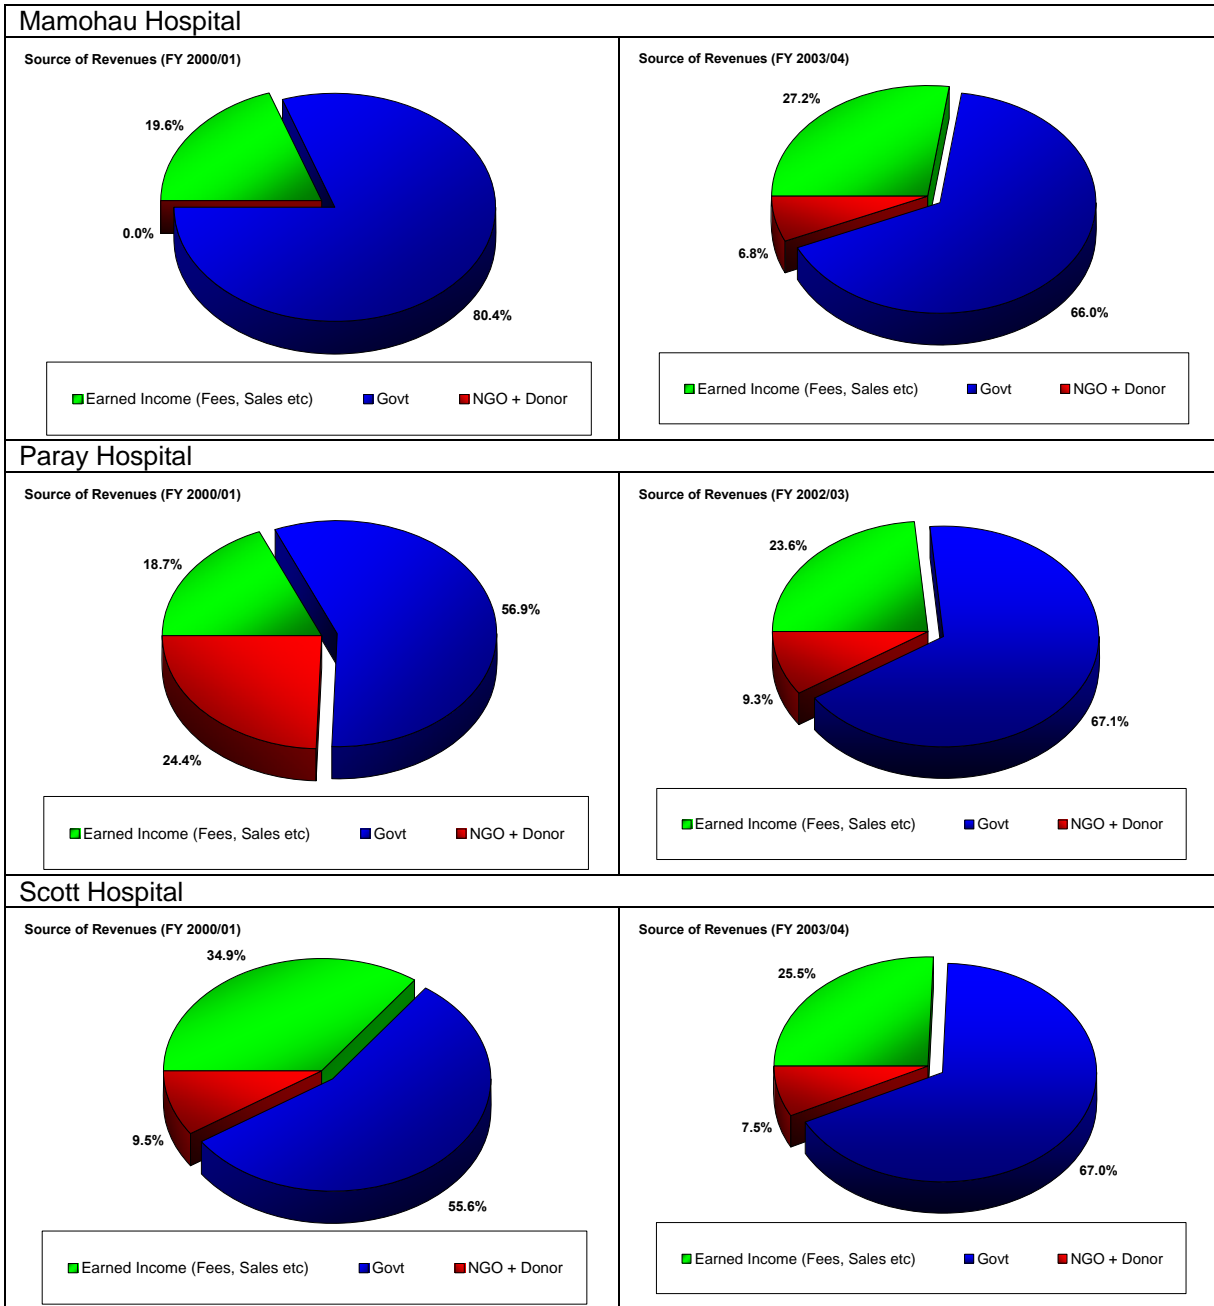 Mamohau Hospital
Source of Revenues (FY 2000/01)
19.6%
0.0%
80.4%
Earned Income (Fees, Sales etc) Govt NGO + Donor
Source of Revenues (FY 2003/04)
27.2%
6.8%
66.0%
Earned Income (Fees, Sales etc) Govt NGO + Donor
Paray Hospital
Source of Revenues (FY 2000/01)
18.7%
56.9%
24.4%
Earned Income (Fees, Sales etc) Govt NGO + Donor
Source of Revenues (FY 2002/03)
23.6%
9.3%
67.1%
Earned Income (Fees, Sales etc) Govt NGO + Donor
Scott Hospital
Source of Revenues (FY 2000/01)
34.9%
9.5%
55.6%
Earned Income (Fees, Sales etc) Govt NGO + Donor
Source of Revenues (FY 2003/04)
25.5%
7.5%
67.0%
Earned Income (Fees, Sales etc) Govt NGO + Donor